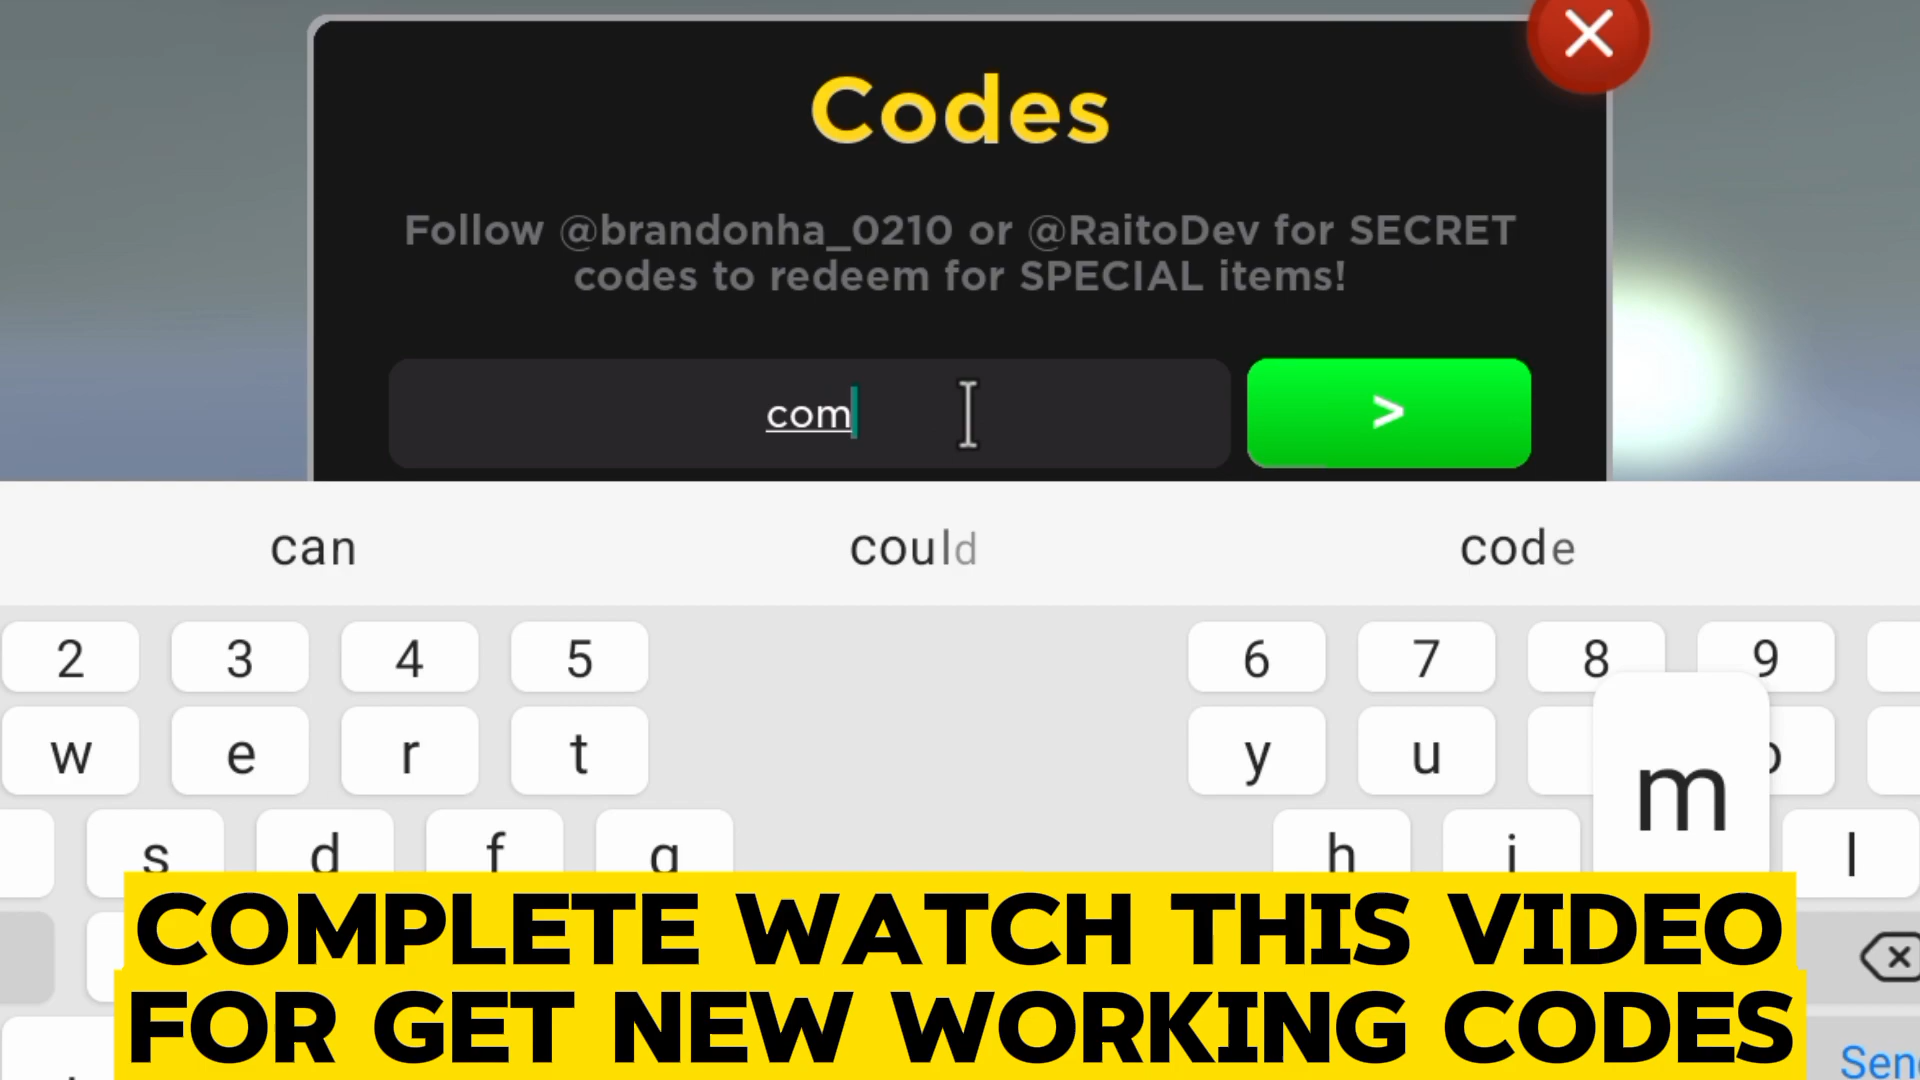 Codes
Follow @brandonha_0210 or @RaitoDev for SECRET
codes to redeem for SPECIAL items!
com
>
can could code
2 3 4 5 6 7 8 9
w e r t y u
s d f h l
m
COMPLETE WATCH THIS VIDEO
FOR GET NEW WORKING CODES